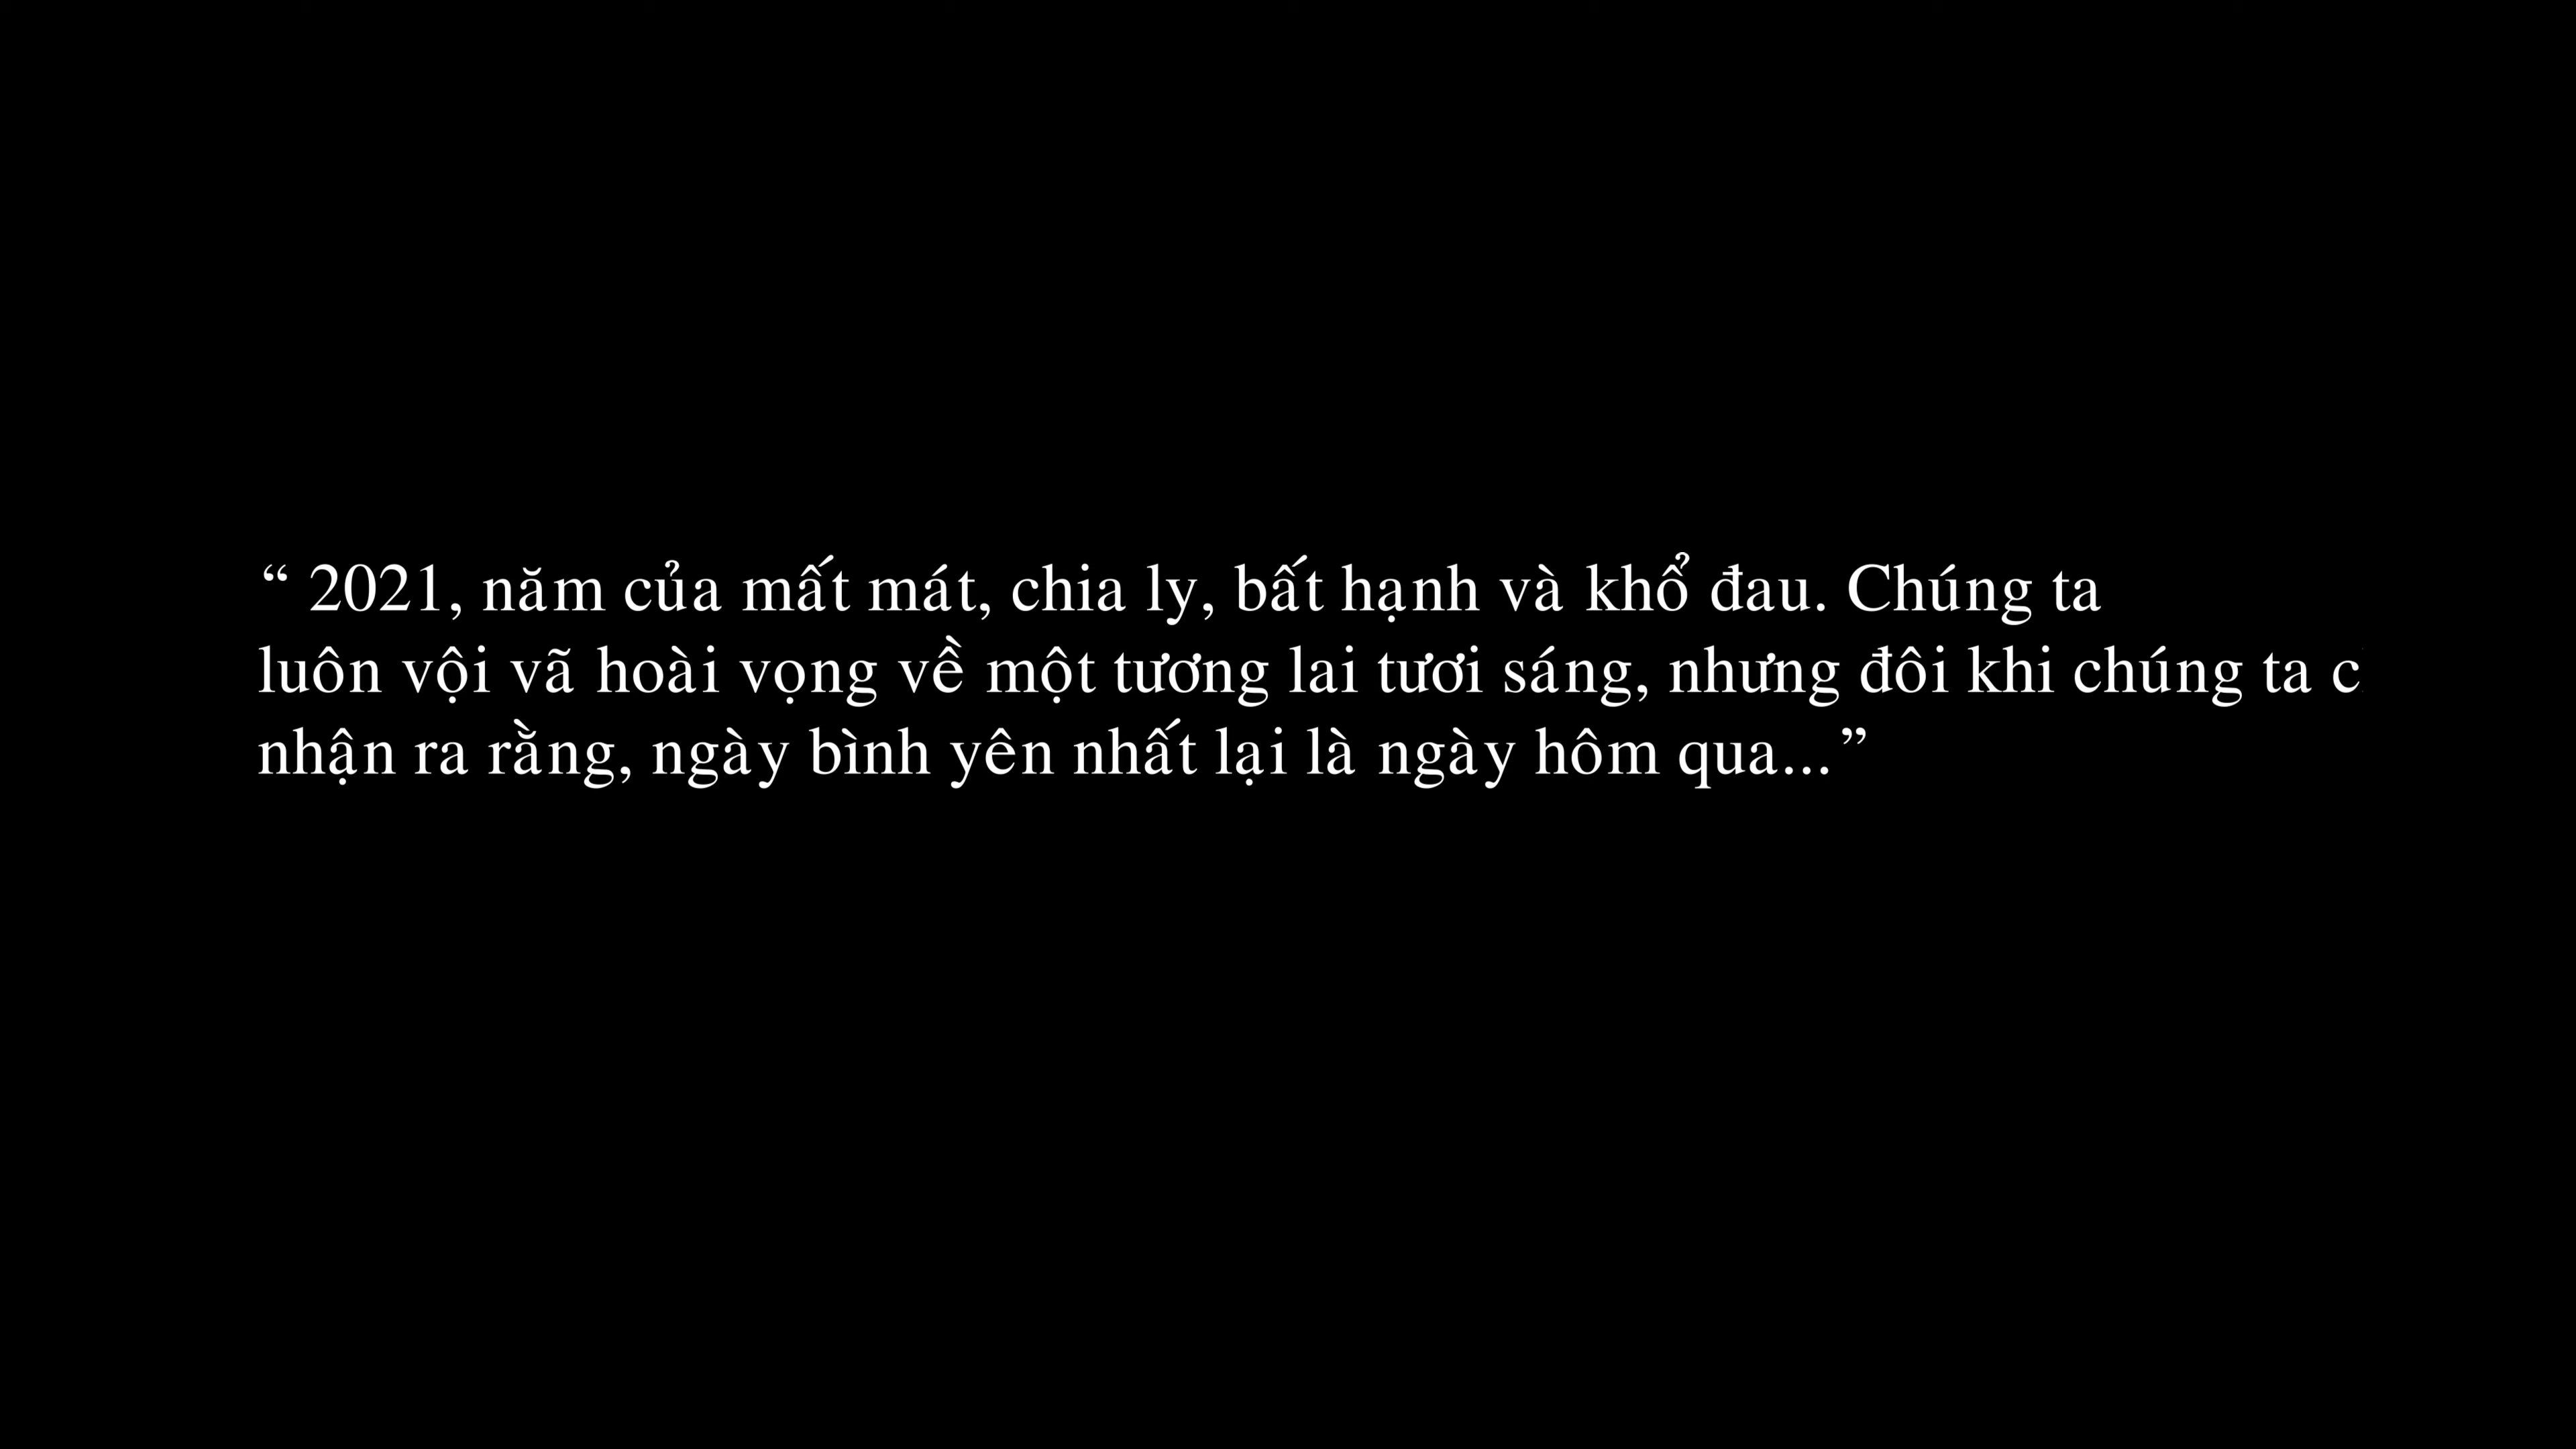 “ 2021, năm của mất mát, chia ly, bất hạnh và khổ đau. Chúng ta
luôn vội vã hoài vọng về một tương lai tươi sáng, nhưng đôi khi chúng ta c
nhận ra rằng, ngày bình yên nhất lại là ngày hôm qua...”